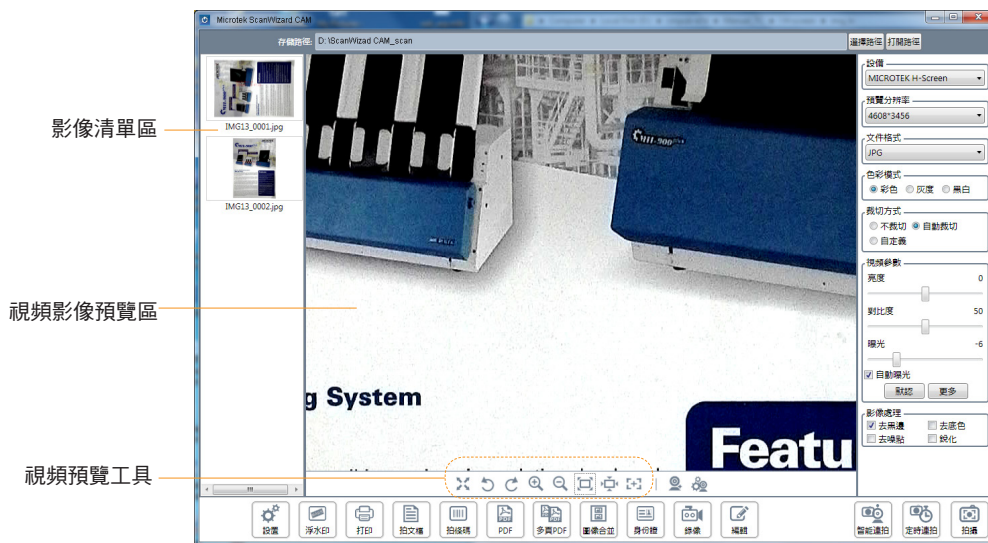 Microtek ScanWizard CAM
存儲路徑: D: \ScanWizad CAM_scan 選擇路徑 打開路徑
影像清單區
IMG13_0001.jpg
IMG13_0002.jpg
視頻影像預覽區
視頻預覽工具
HII-900 plus
g System
Featu
設備
MICROTEK H-Screen
預覽分辨率
4608*3456
文件格式
JPG
色彩模式
彩色 灰度 黑白
裁切方式
不裁切 自動裁切
自定義
視頻參數
亮度 0
對比度 50
曝光 -6
自動曝光
默認 更多
影像處理
去黑邊 去底色
去噪點 銳化
設置 浮水印 打印 拍文檔 拍條碼 PDF 多頁PDF 圖像合並 身份證 錄像 編輯 智能連拍 定時連拍 拍攝